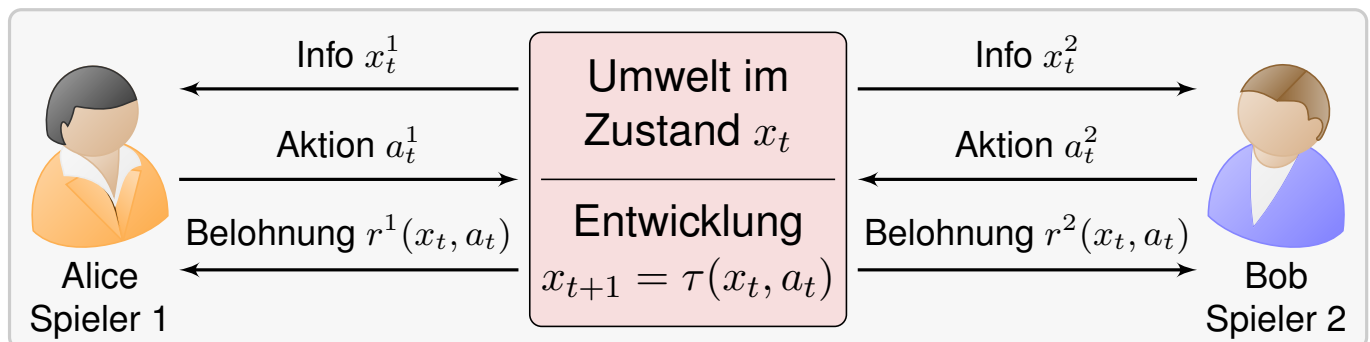 Info $x_t^1$
Aktion $a_t^1$
Belohnung $r^1(x_t, a_t)$
Alice
Spieler 1
Umwelt im
Zustand $x_t$
Entwicklung
$x_{t+1} = \tau(x_t, a_t)$
Info $x_t^2$
Aktion $a_t^2$
Belohnung $r^2(x_t, a_t)$
Bob
Spieler 2